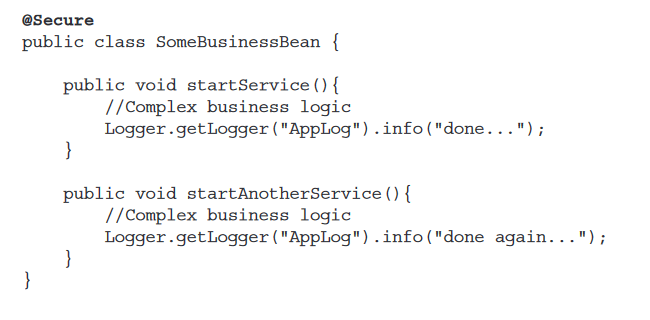 @Secure
public class SomeBusinessBean {
public void startService(){
//Complex business logic
Logger.getLogger("AppLog").info("done...");
}
public void startAnotherService(){
//Complex business logic
Logger.getLogger("AppLog").info("done again...");
}
}